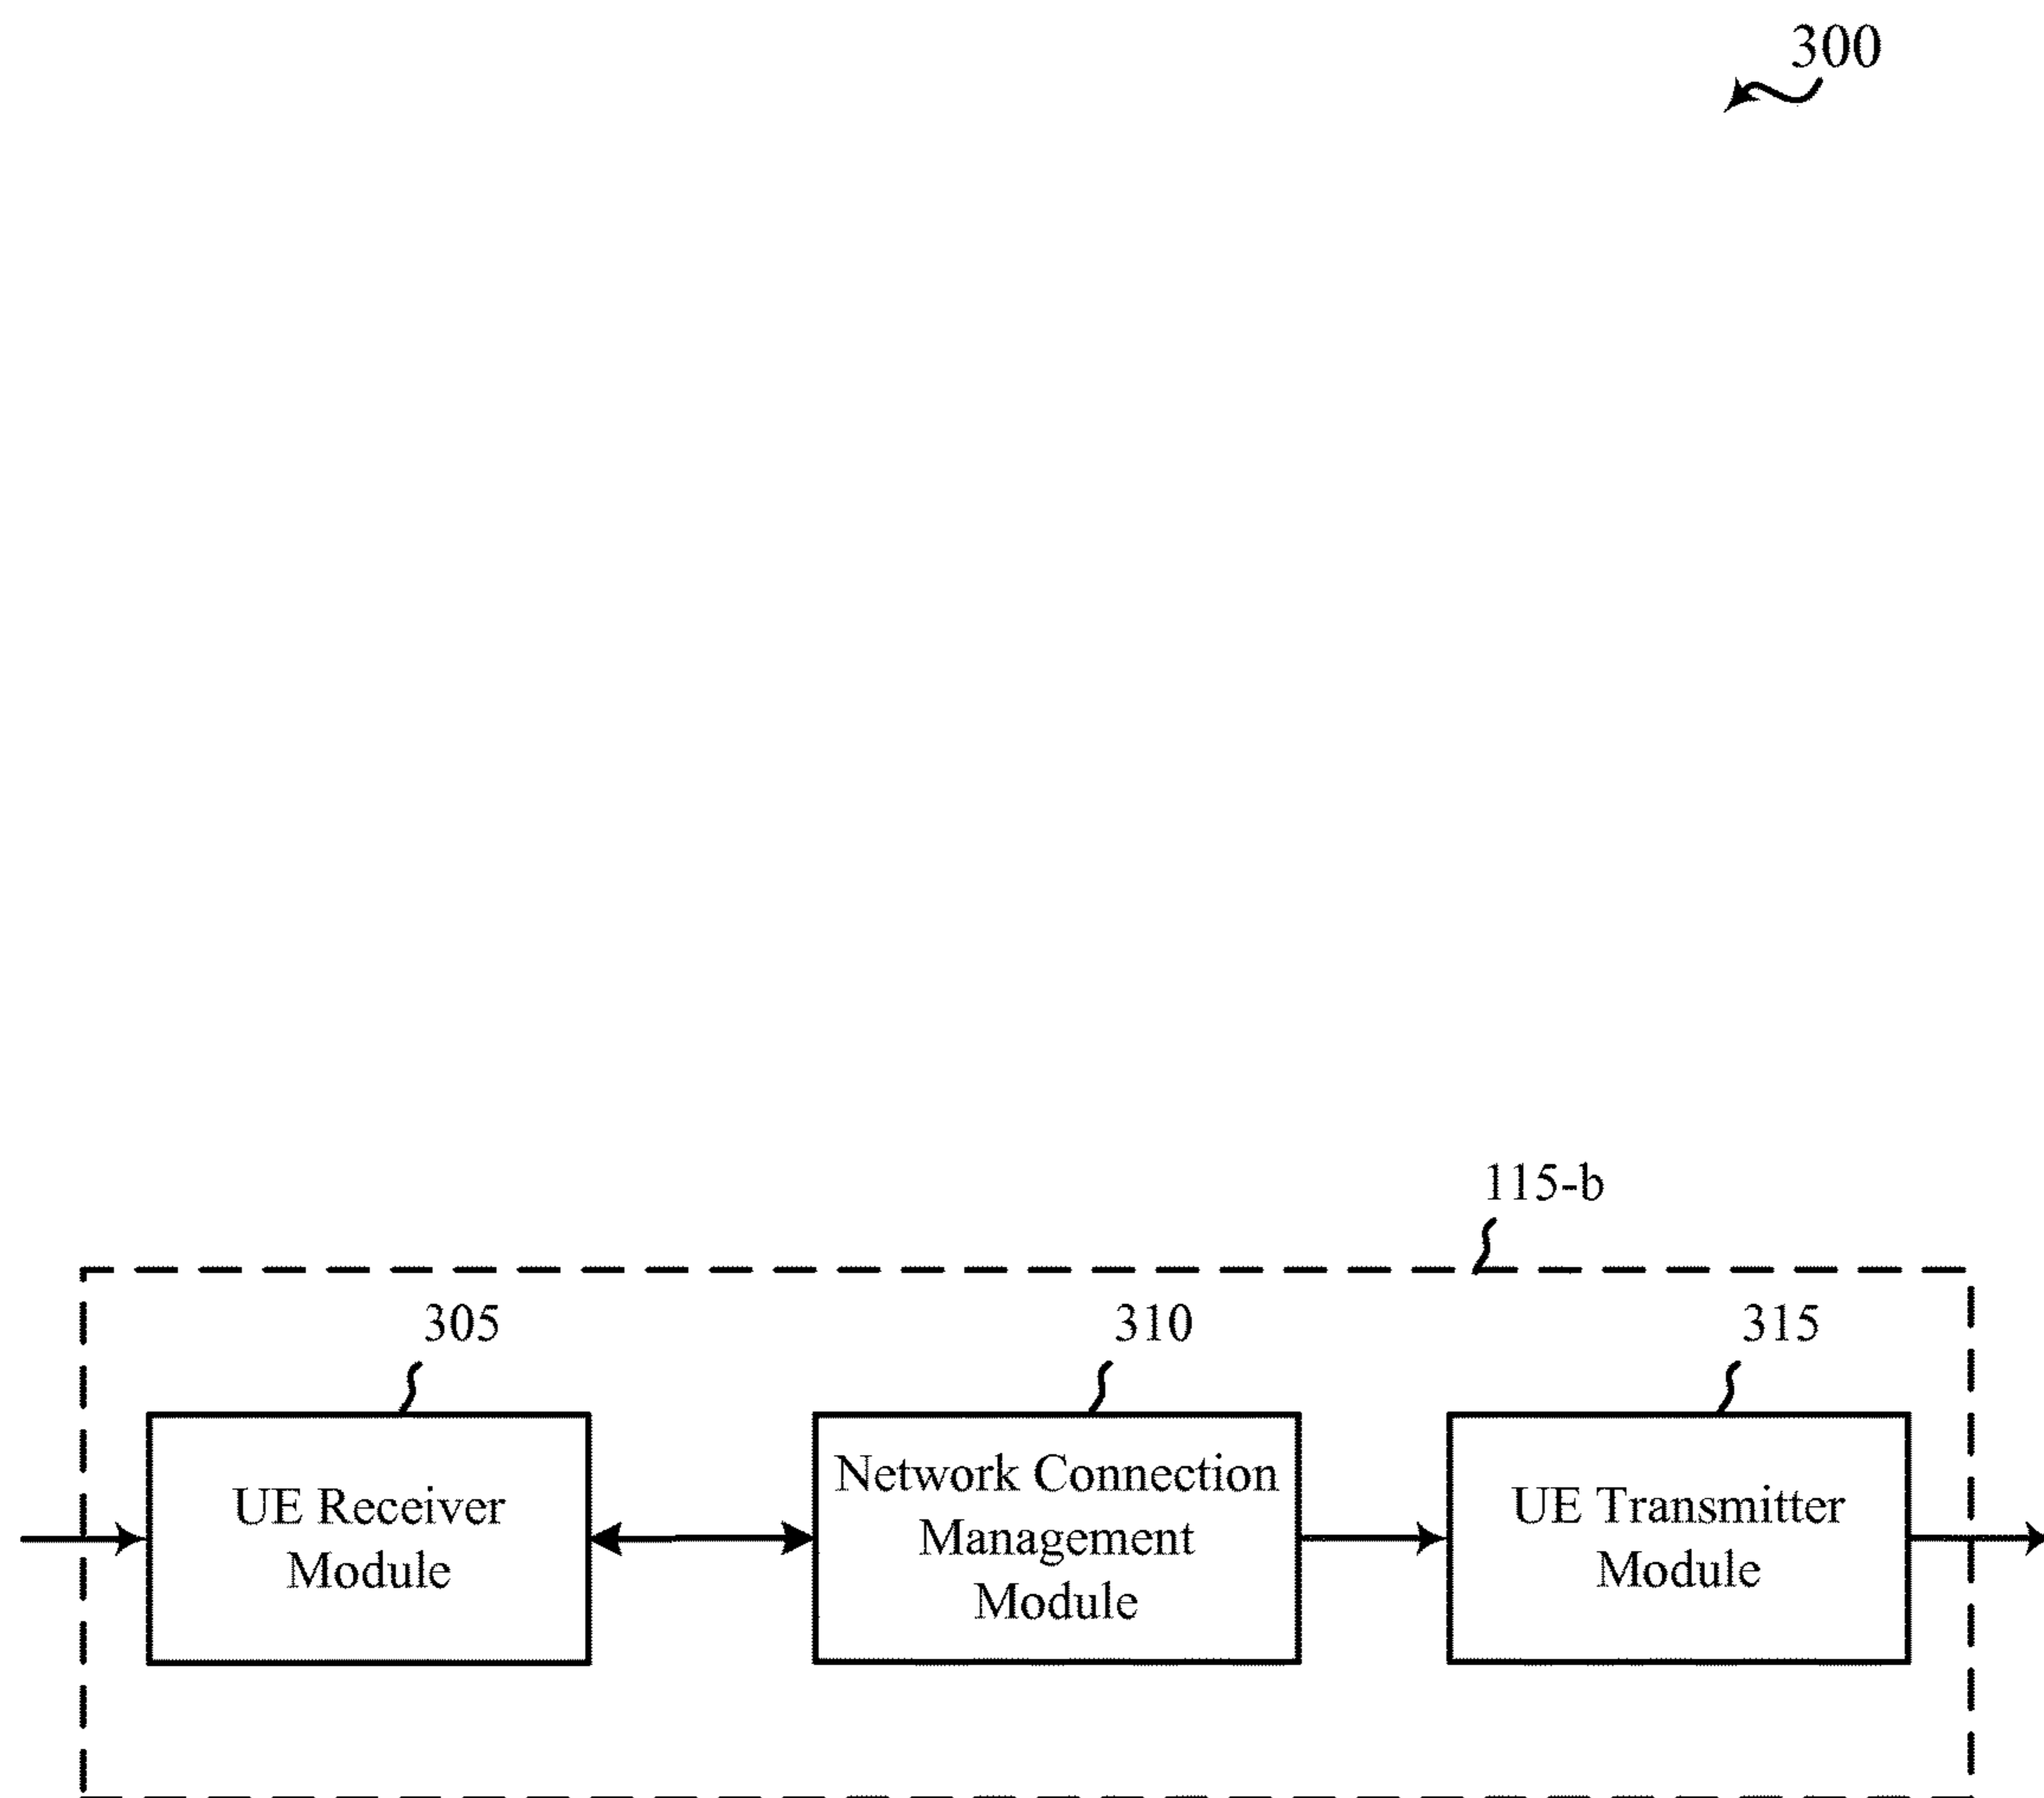 300
115-b
305
310
315
UE Receiver
Module
Network Connection
Management
Module
UE Transmitter
Module